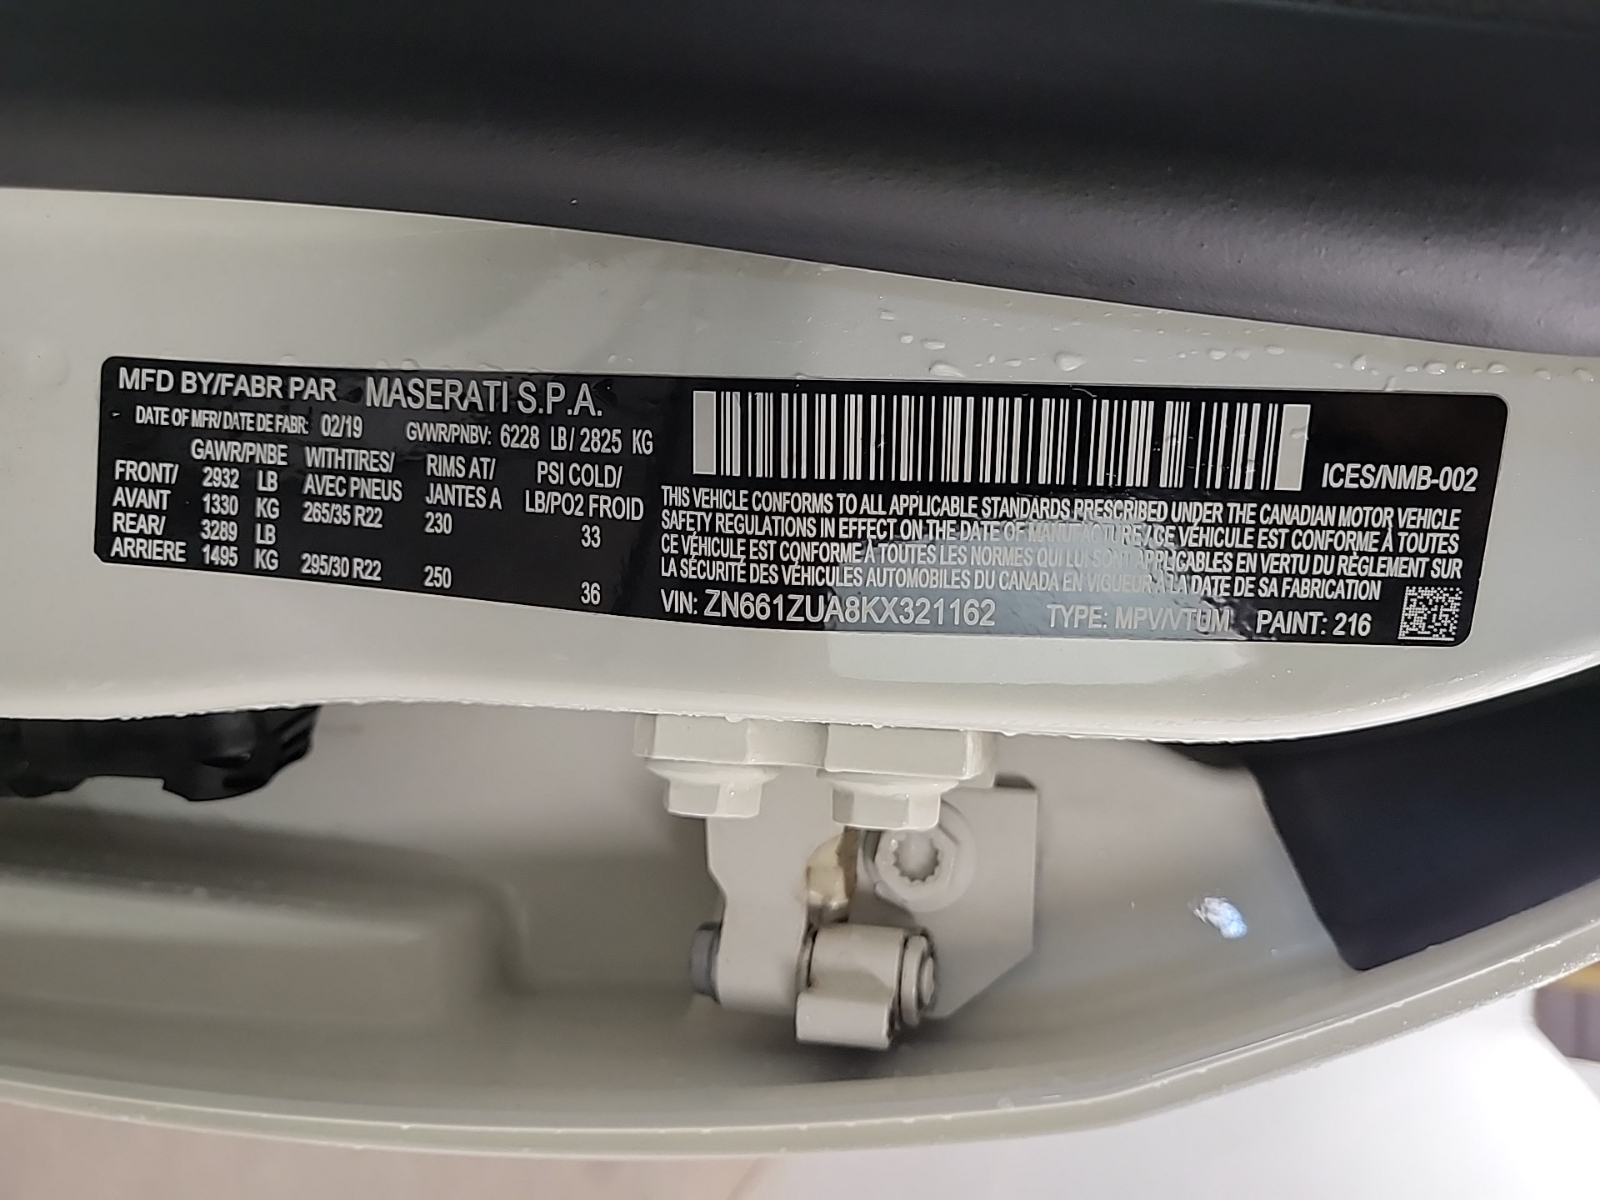 MFD BY/FABR PAR MASERATI S.P.A.
DATE OF MFR/DATE DE FABR: 02/19 GVWR/PNBV: 6228 LB / 2825 KG
GAWR/PNBE WITHTIRES/ RIMS AT/ PSI COLD/
FRONT/ 2932 LB AVEC PNEUS JANTES A LB/PO2 FROID
AVANT 1330 KG 265/35 R22 230 33
REAR/ 3289 LB
ARRIERE 1495 KG 295/30 R22 250 36
ICES/NMB-002
THIS VEHICLE CONFORMS TO ALL APPLICABLE STANDARDS PRESCRIBED UNDER THE CANADIAN MOTOR VEHICLE
SAFETY REGULATIONS IN EFFECT ON THE DATE OF MANUFACTURE / CE VÉHICULE EST CONFORME À TOUTES
CE VÉHICULE EST CONFORME À TOUTES LES NORMES QUI LUI SONT APPLICABLES EN VERTU DU RÈGLEMENT SUR
LA SÉCURITÉ DES VÉHICULES AUTOMOBILES DU CANADA EN VIGUEUR À LA DATE DE SA FABRICATION
VIN: ZN661ZUA8KX321162 TYPE: MPV/VTUM PAINT: 216